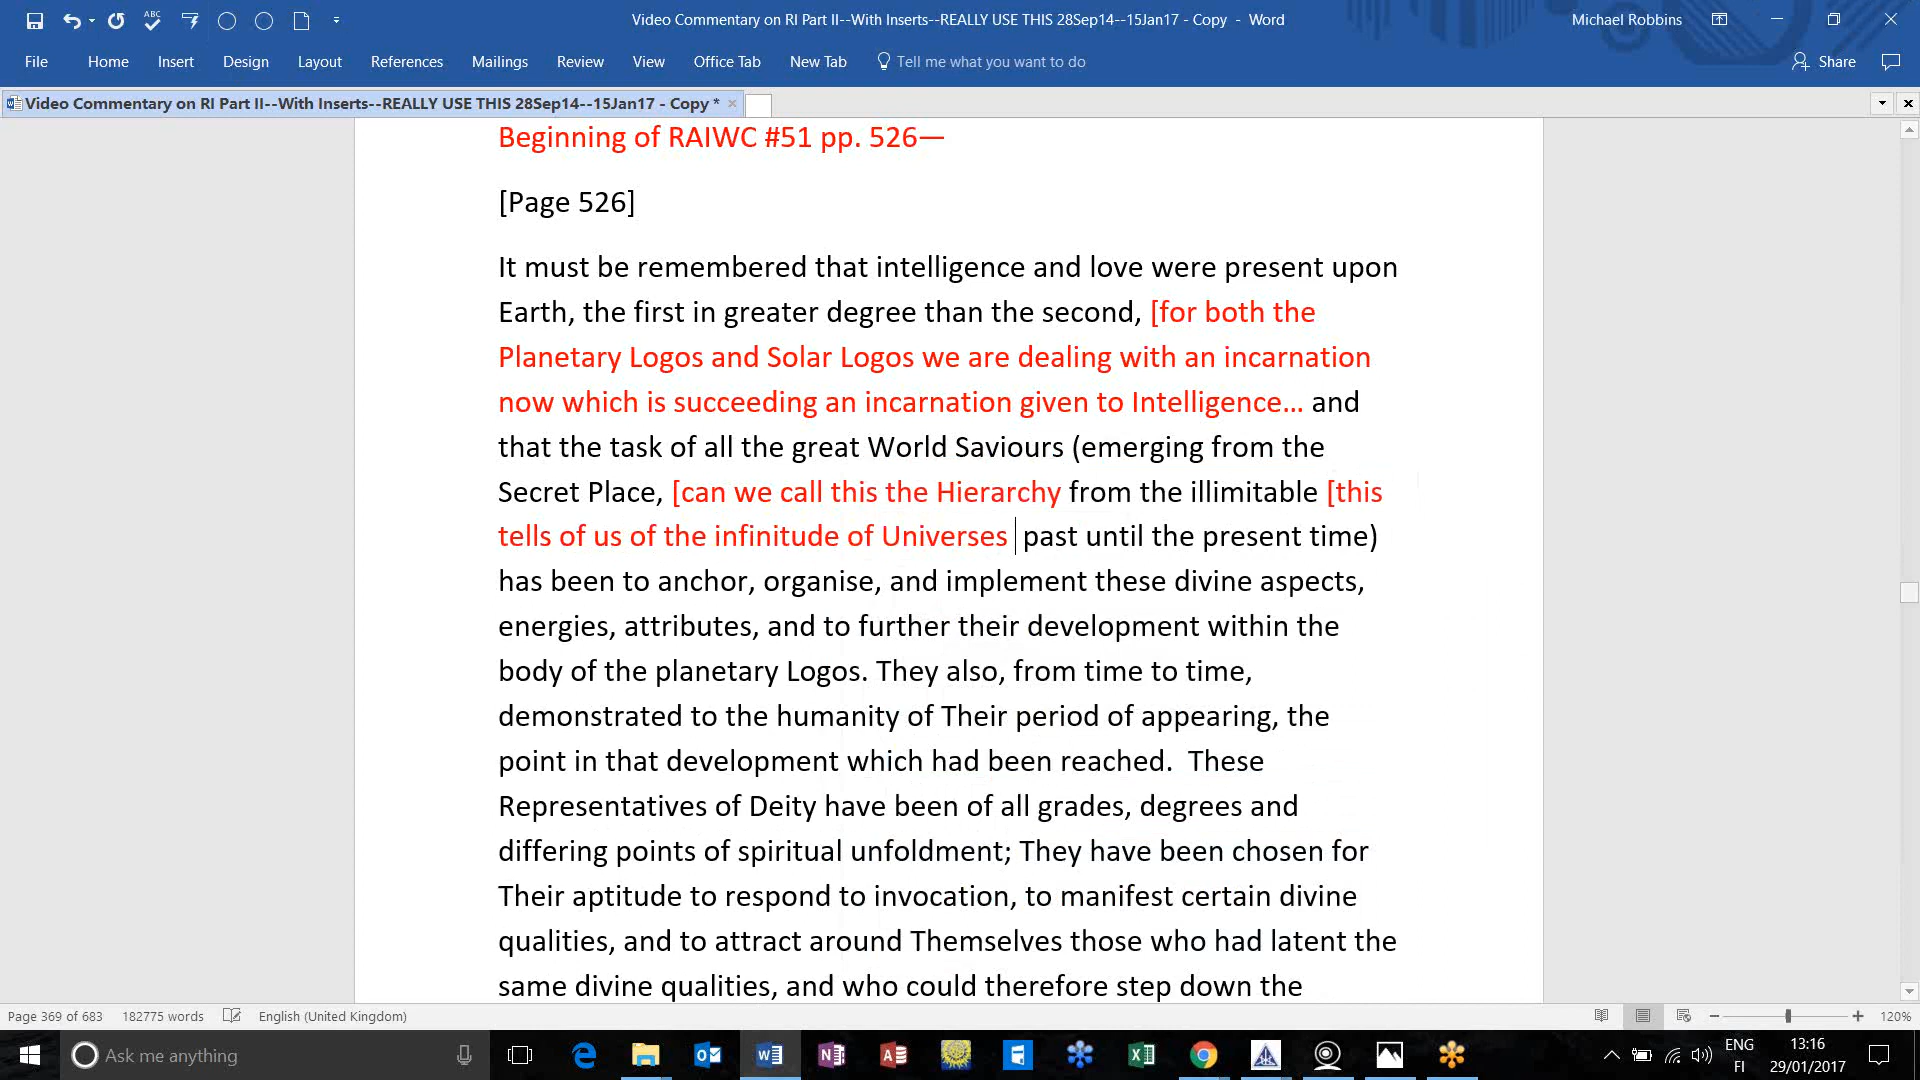 ABC
Video Commentary on RI Part II--With Inserts--REALLY USE THIS 28Sep14--15Jan17 - Copy - Word
Michael Robbins
File Home Insert Design Layout References Mailings Review View Office Tab New Tab Tell me what you want to do Share
Video Commentary on RI Part II--With Inserts--REALLY USE THIS 28Sep14--15Jan17 - Copy *
Beginning of RAIWC #51 pp. 526—
[Page 526]
It must be remembered that intelligence and love were present upon
Earth, the first in greater degree than the second, [for both the
Planetary Logos and Solar Logos we are dealing with an incarnation
now which is succeeding an incarnation given to Intelligence… and
that the task of all the great World Saviours (emerging from the
Secret Place, [can we call this the Hierarchy from the illimitable [this
tells of us of the infinitude of Universes past until the present time)
has been to anchor, organise, and implement these divine aspects,
energies, attributes, and to further their development within the
body of the planetary Logos. They also, from time to time,
demonstrated to the humanity of Their period of appearing, the
point in that development which had been reached.  These
Representatives of Deity have been of all grades, degrees and
differing points of spiritual unfoldment; They have been chosen for
Their aptitude to respond to invocation, to manifest certain divine
qualities, and to attract around Themselves those who had latent the
same divine qualities, and who could therefore step down the
Page 369 of 683 182775 words English (United Kingdom) 120%
Ask me anything
ENG 13:16
FI 29/01/2017